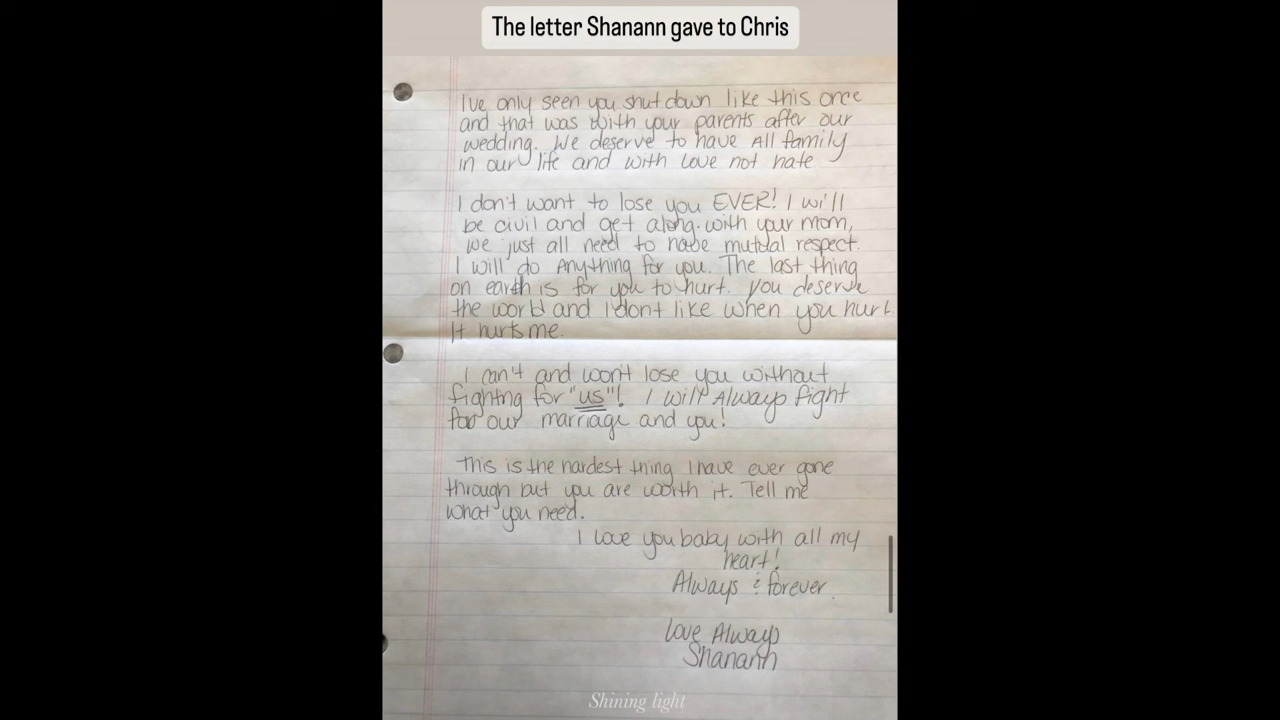 The letter Shanann gave to Chris
I've only seen you shut down like this once
and that was with your parents after our
wedding. We deserve to have All family
in our life and with love not hate
I don't want to lose you EVER! I will
be civil and get along with your mom,
we just all need to have mutual respect.
I will do Anything for you. The last thing
on earth is for you to hurt. you deserve
the world and I dont like when you hurt.
It hurts me.
I can't and won't lose you without
fighting for "us"! I will Always fight
for our marriage and you!
This is the hardest thing I have ever gone
through but you are worth it. Tell me
what you need.
I love you baby with all my
heart!
Always & forever.
Love Always
Shanann
Shining light